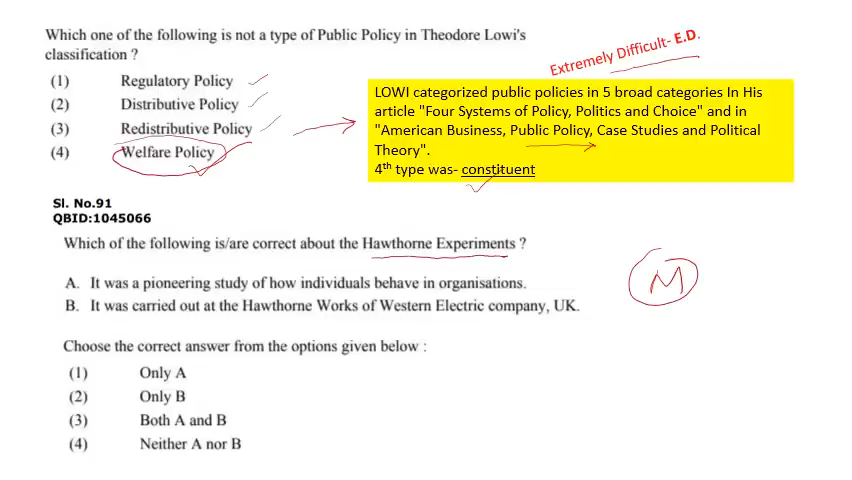 Which one of the following is not a type of Public Policy in Theodore Lowi's
classification ?
(1) Regulatory Policy
(2) Distributive Policy
(3) Redistributive Policy
(4) Welfare Policy
Extremely Difficult- E.D.
LOWI categorized public policies in 5 broad categories In His
article "Four Systems of Policy, Politics and Choice" and in
"American Business, Public Policy, Case Studies and Political
Theory".
4th type was- constituent
Sl. No.91
QBID:1045066
Which of the following is/are correct about the Hawthorne Experiments ?
M
A. It was a pioneering study of how individuals behave in organisations.
B. It was carried out at the Hawthorne Works of Western Electric company, UK.
Choose the correct answer from the options given below :
(1) Only A
(2) Only B
(3) Both A and B
(4) Neither A nor B